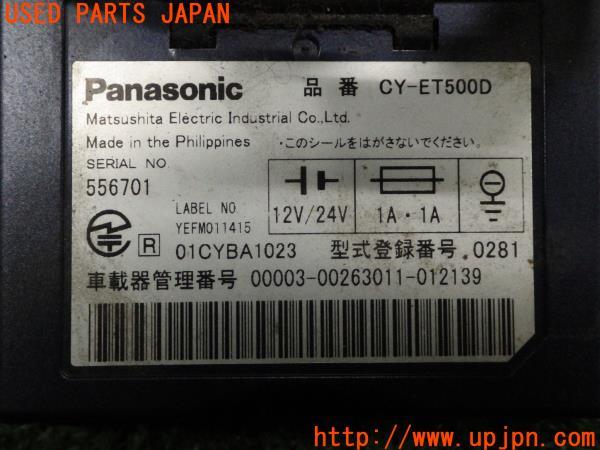 USED PARTS JAPAN
Panasonic 品番 CY-ET500D
Matsushita Electric Industrial Co.,Ltd.
Made in the Philippines ・このシールをはがさないでください。
SERIAL NO.
556701
LABEL NO
YEFM011415
12V/24V 1A・1A
R 01CYBA1023 型式登録番号.0281
車載器管理番号 00003-00263011-012139
UPJ http://www.upjpn.com